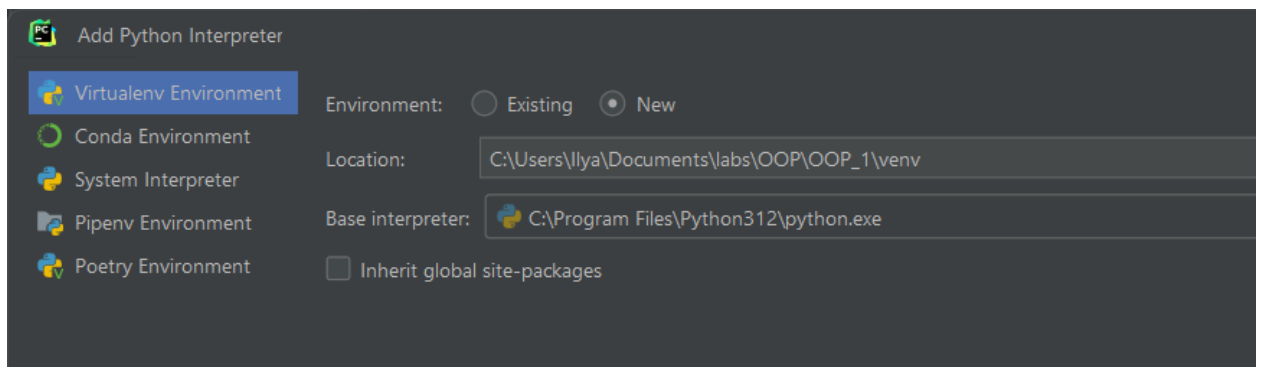 Add Python Interpreter
Virtualenv Environment
Conda Environment
System Interpreter
Pipenv Environment
Poetry Environment
Environment: Existing New
Location: C:\Users\Ilya\Documents\labs\OOP\OOP_1\venv
Base interpreter: C:\Program Files\Python312\python.exe
Inherit global site-packages